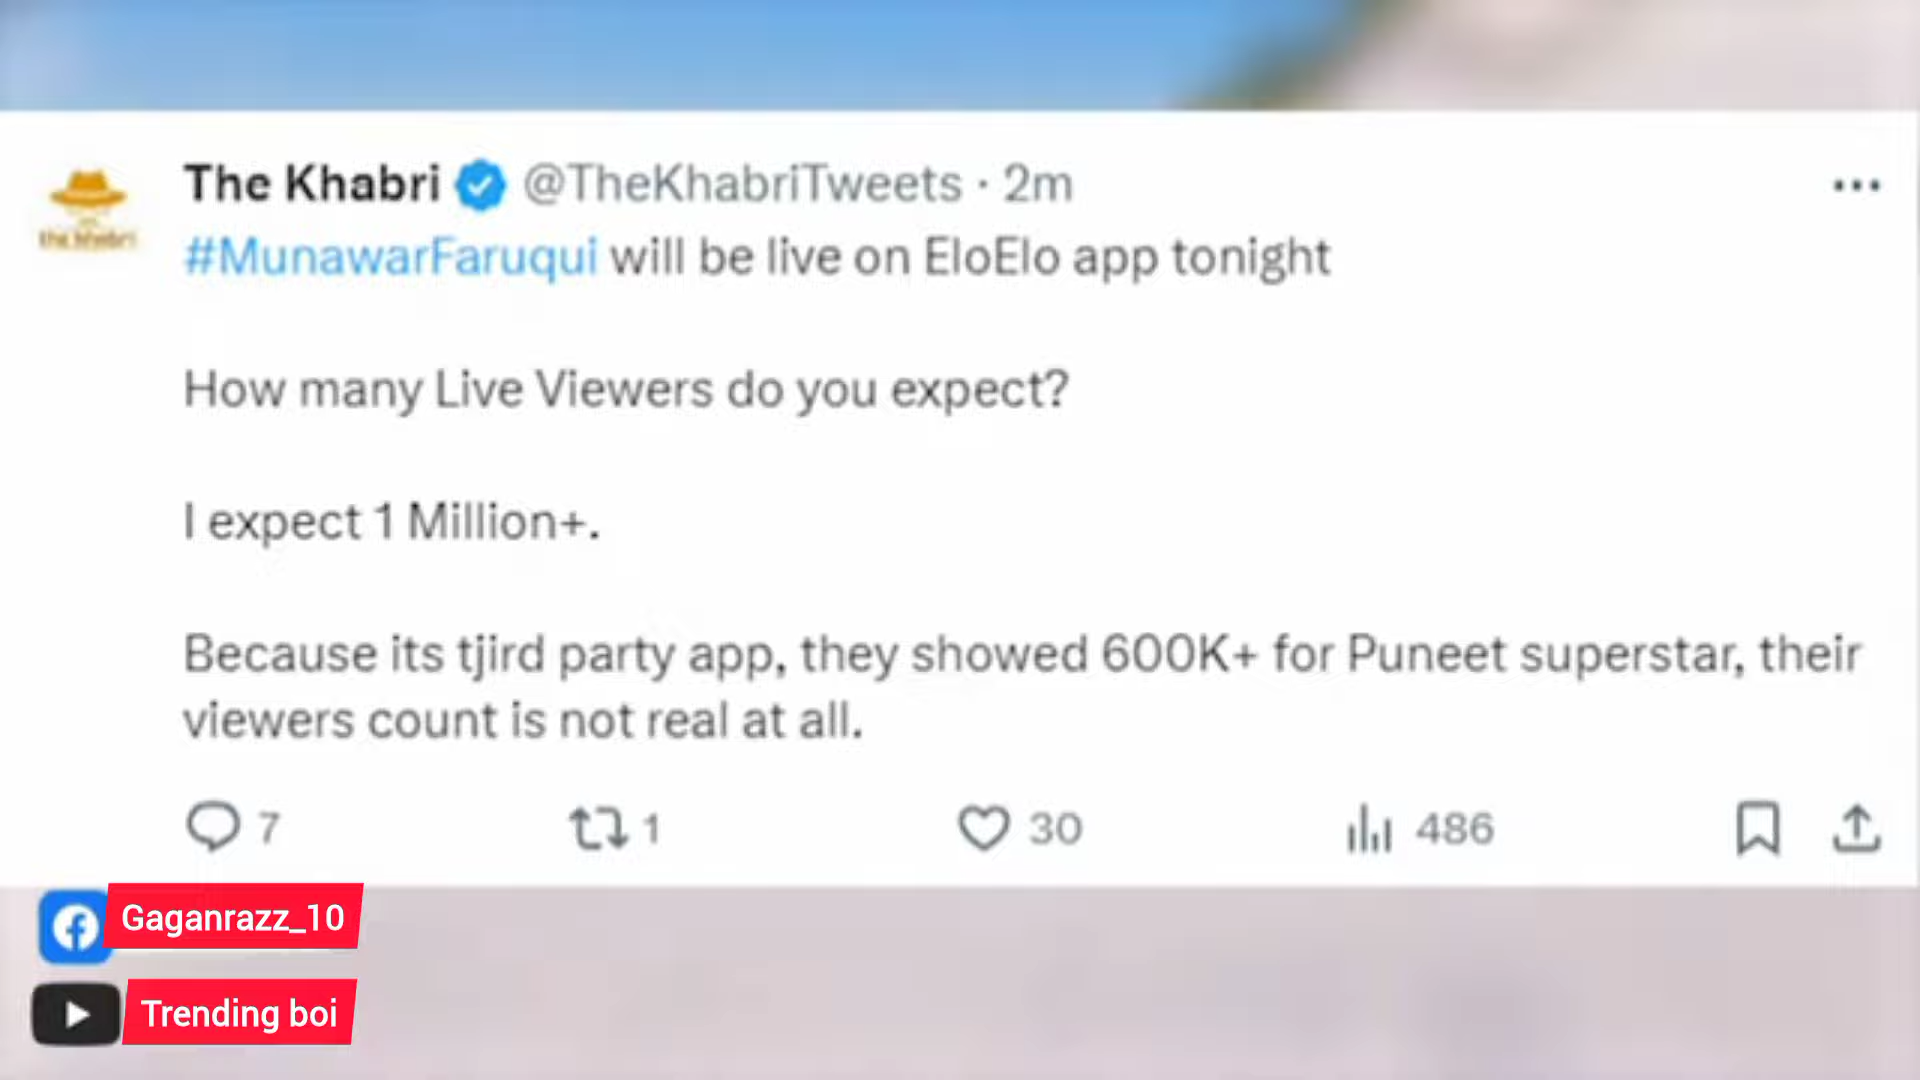 The Khabri @TheKhabriTweets · 2m
the khabri
#MunawarFaruqui will be live on EloElo app tonight
How many Live Viewers do you expect?
I expect 1 Million+.
Because its tjird party app, they showed 600K+ for Puneet superstar, their
viewers count is not real at all.
7 1 30 486
Gaganrazz_10
Trending boi